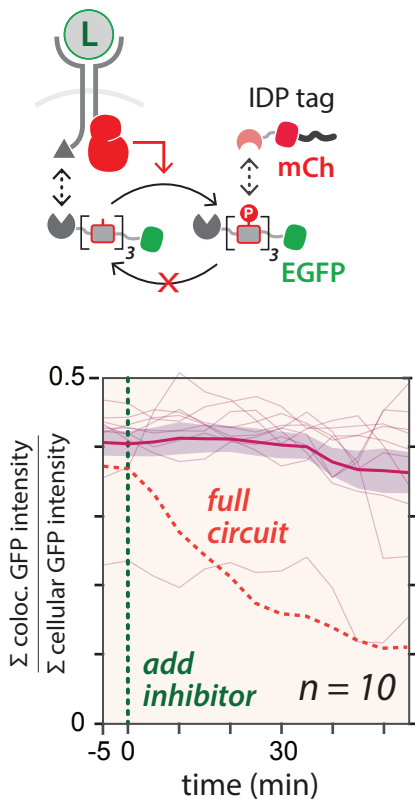 L
IDP tag
mCh
P
3
3
EGFP
X
0.5
Σ coloc. GFP intensity
Σ cellular GFP intensity
full
circuit
add
inhibitor
n = 10
0
-5 0 30
time (min)